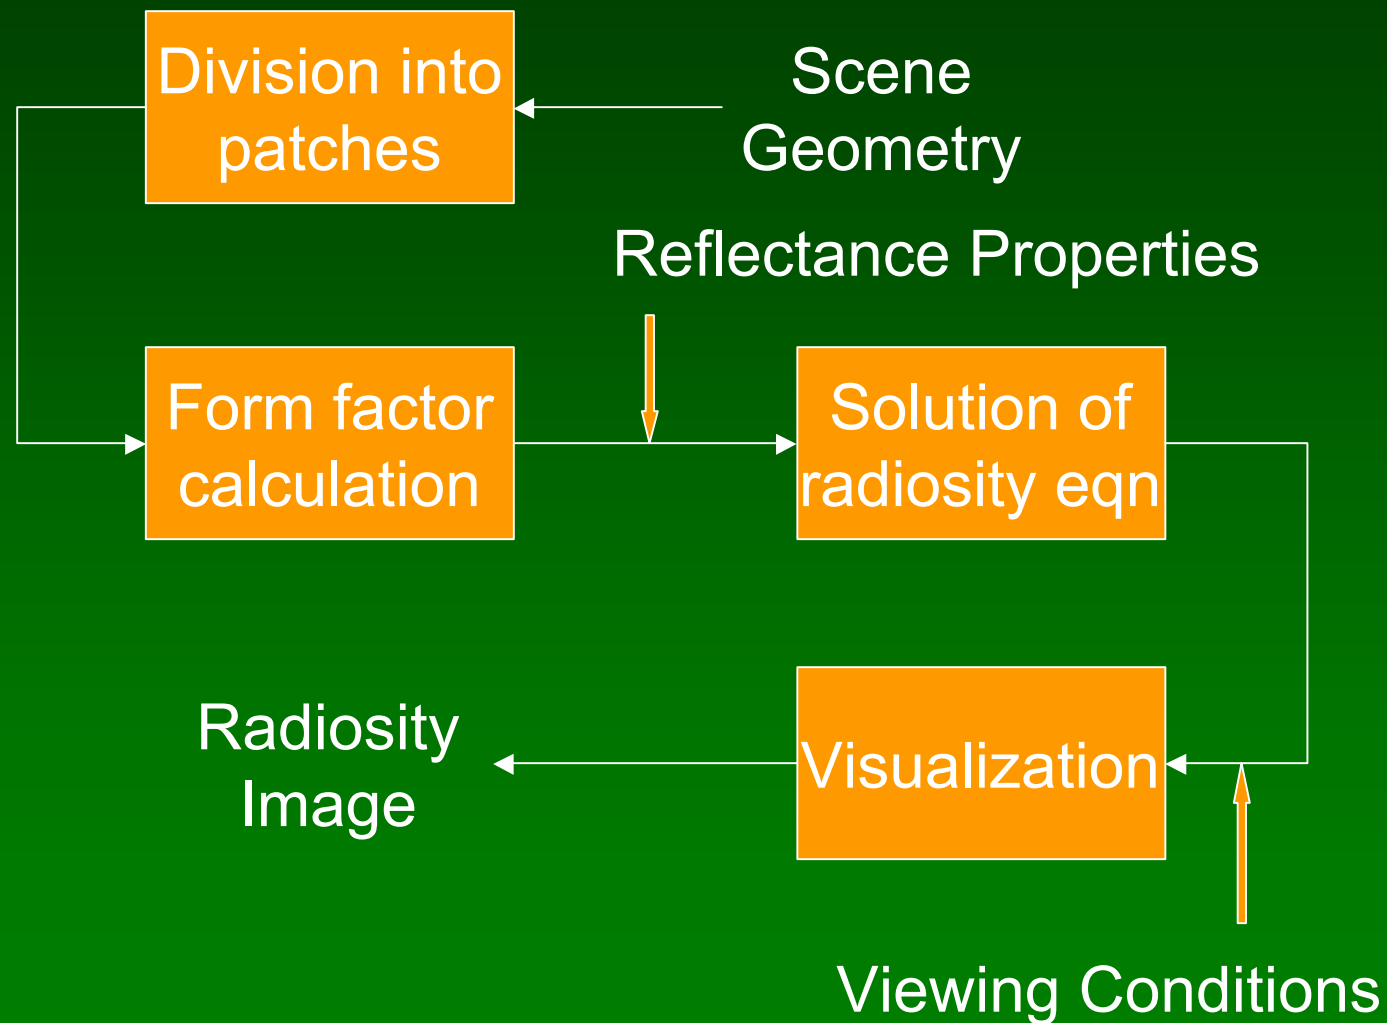 Division into
patches
Scene
Geometry
Reflectance Properties
Form factor
calculation
Solution of
radiosity eqn
Radiosity
Image
Visualization
Viewing Conditions